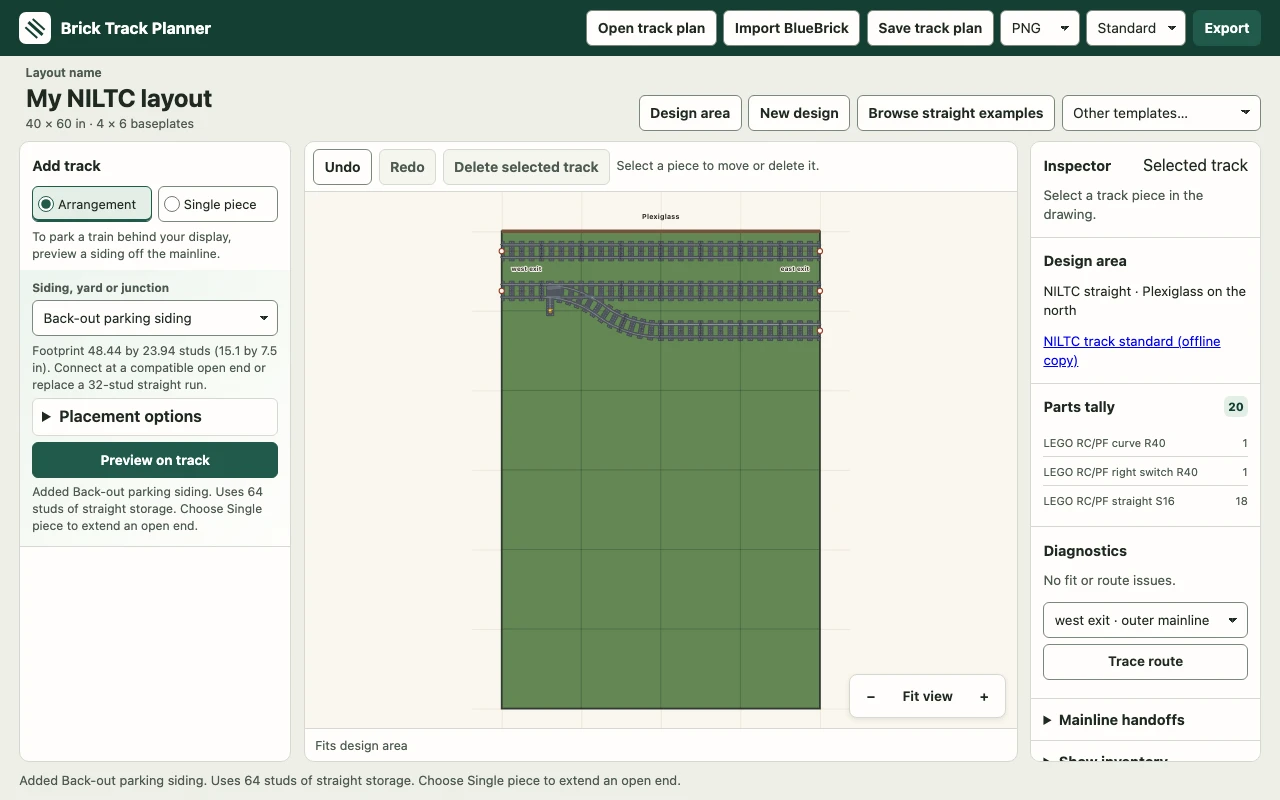 Brick Track Planner
Open track plan
Import BlueBrick
Save track plan
PNG
Standard
Export
Layout name
My NILTC layout
40 × 60 in · 4 × 6 baseplates
Design area
New design
Browse straight examples
Other templates...
Add track
Arrangement
Single piece
To park a train behind your display,
preview a siding off the mainline.
Siding, yard or junction
Back-out parking siding
Footprint 48.44 by 23.94 studs (15.1 by 7.5
in). Connect at a compatible open end or
replace a 32-stud straight run.
Placement options
Preview on track
Added Back-out parking siding. Uses 64
studs of straight storage. Choose Single
piece to extend an open end.
Undo
Redo
Delete selected track
Select a piece to move or delete it.
Plexiglass
west exit
east exit
−
Fit view
+
Fits design area
Inspector
Selected track
Select a track piece in the
drawing.
Design area
NILTC straight · Plexiglass on the
north
NILTC track standard (offline
copy)
Parts tally
20
LEGO RC/PF curve R40
1
LEGO RC/PF right switch R40
1
LEGO RC/PF straight S16
18
Diagnostics
No fit or route issues.
west exit · outer mainline
Trace route
Mainline handoffs
Show inventory
Added Back-out parking siding. Uses 64 studs of straight storage. Choose Single piece to extend an open end.